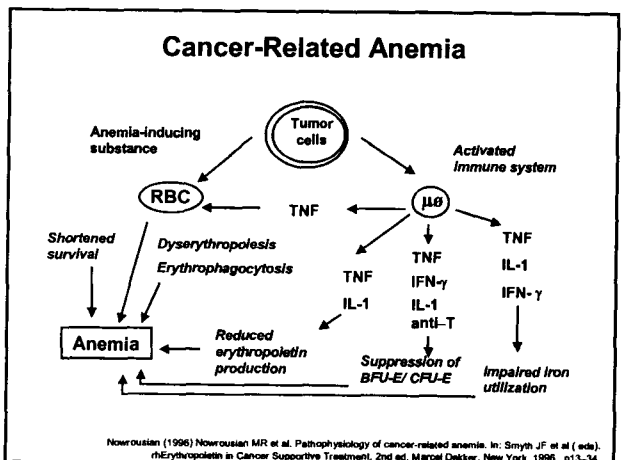 Cancer-Related Anemia
Tumor
cells
Anemia-inducing
substance
Activated
immune system
RBC
TNF
μø
Shortened
survival
Dyserythropoiesis
Erythrophagocytosis
TNF
IL-1
TNF
IFN-γ
IL-1
anti–T
TNF
IL-1
IFN- γ
Anemia
Reduced
erythropoietin
production
Suppression of
BFU-E/ CFU-E
Impaired iron
utilization
Nowrousian (1996) Nowrousian MR et al. Pathophysiology of cancer-related anemia. In: Smyth JF et al ( eds).
rhErythropoietin in Cancer Supportive Treatment. 2nd ed. Marcel Dekker, New York, 1996, p13–34